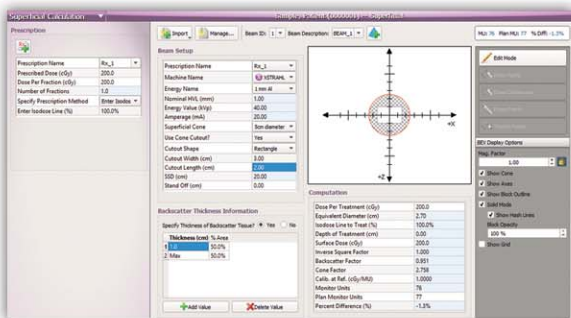 Superficial Calculation
Sample Patient (0000001) -- Superficial
Prescription
Prescription Name Rx_1
Prescribed Dose (cGy) 200.0
Dose Per Fraction (cGy) 200.0
Number of Fractions 1.0
Specify Prescription Method Enter Isodos
Enter Isodose Line (%) 100.0%
Import Manage... Beam ID: 1 Beam Description: BEAM_1
MU: 76 Plan MU: 77 % Diff: -1.3%
Beam Setup
Prescription Name Rx_1
Machine Name XSTRAHL
Energy Name 1 mm Al
Nominal HVL (mm) 1.00
Energy Value (kVp) 40.00
Amperage (mA) 20.00
Superficial Cone 5cm diameter
Use Cone Cutout? Yes
Cutout Shape Rectangle
Cutout Width (cm) 3.00
Cutout Length (cm) 2.00
SSD (cm) 20.00
Stand Off (cm) 0.00
Backscatter Thickness Information
Specify Thickness of Backscatter Tissue? Yes No
Thickness (cm) % Area
1 1.0 50.0%
2 Max 50.0%
Add Value Delete Value
+X
+Z
Computation
Dose Per Treatment (cGy) 200.0
Equivalent Diameter (cm) 2.70
Isodose Line to Treat (%) 100.0%
Depth of Treatment (cm) 0.00
Surface Dose (cGy) 200.0
Inverse Square Factor 1.000
Backscatter Factor 0.951
Cone Factor 2.758
Calib. at Ref. (cGy/MU) 1.0000
Monitor Units 76
Plan Monitor Units 77
Percent Difference (%) -1.3%
Edit Mode
BEV Display Options
Mag. Factor
1.00
Show Cone
Show Axes
Show Block Outline
Solid Mode
Show Hash Lines
Block Opacity
100 %
Show Grid